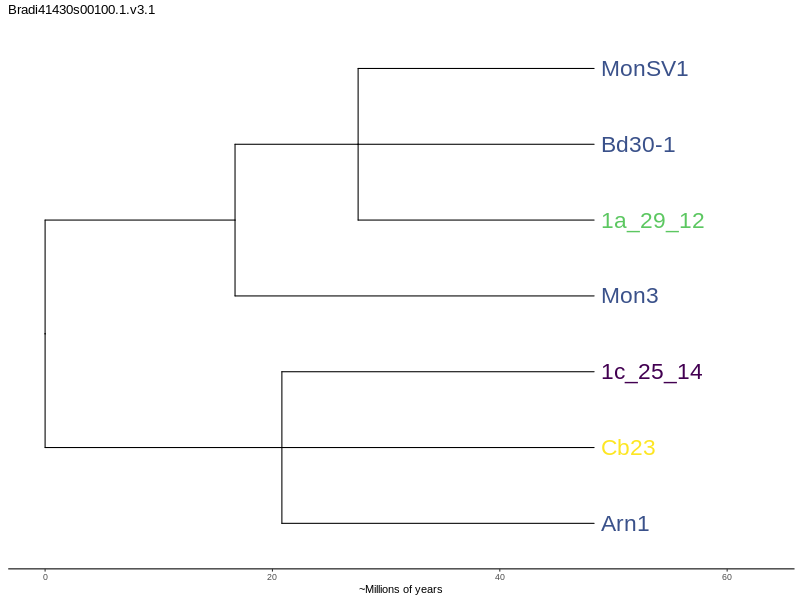 Bradi41430s00100.1.v3.1
MonSV1
Bd30-1
1a_29_12
Mon3
1c_25_14
Cb23
Arn1
0 20 40 60
~Millions of years